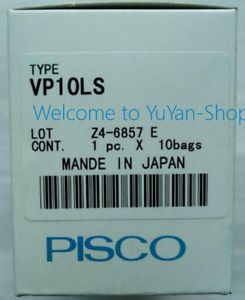 TYPE
VP10LS
Welcome to YuYan-Shop
LOT Z4-6857 E
CONT. 1 pc. X 10bags
MANDE IN JAPAN
PISCO